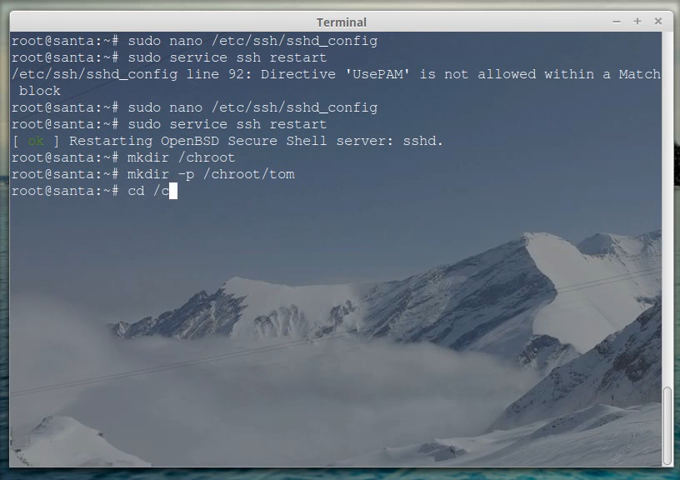 Terminal
root@santa:~# sudo nano /etc/ssh/sshd_config
root@santa:~# sudo service ssh restart
/etc/ssh/sshd_config line 92: Directive 'UsePAM' is not allowed within a Match
 block
root@santa:~# sudo nano /etc/ssh/sshd_config
root@santa:~# sudo service ssh restart
[ ok ] Restarting OpenBSD Secure Shell server: sshd.
root@santa:~# mkdir /chroot
root@santa:~# mkdir -p /chroot/tom
root@santa:~# cd /c